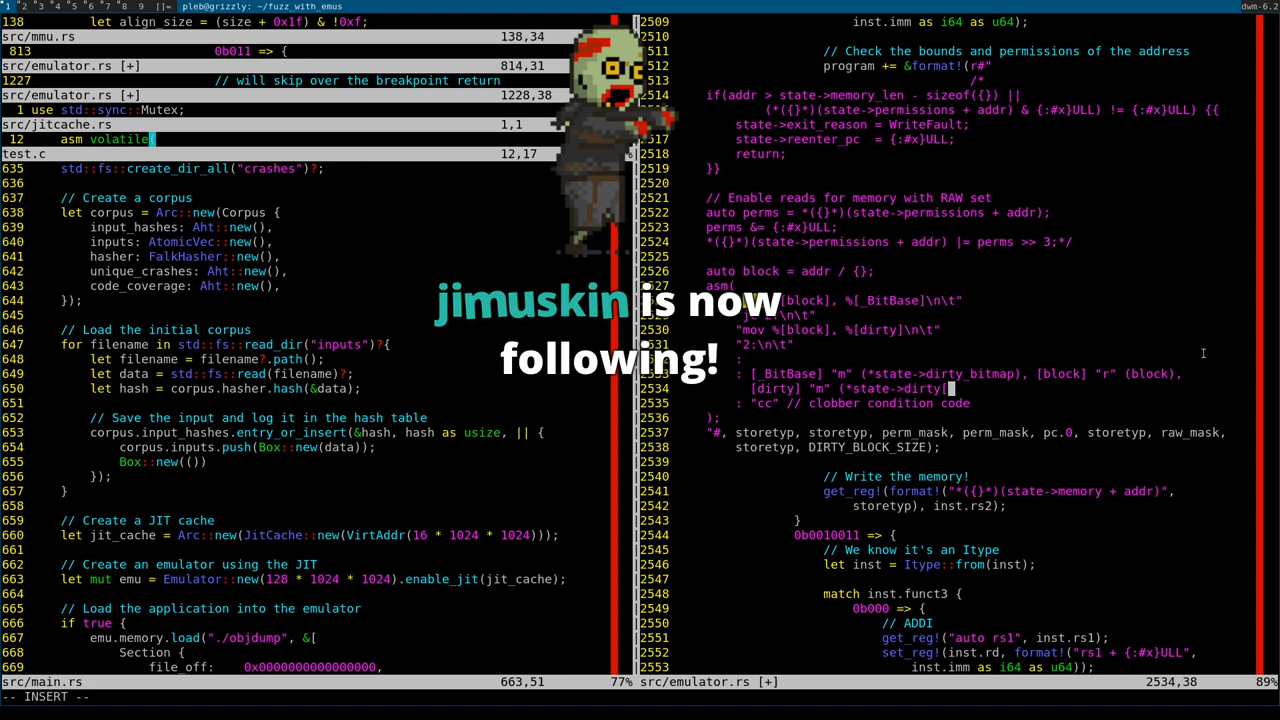 1 2 3 4 5 6 7 8 9 []= pleb@grizzly: ~/fuzz_with_emus dwm-6.2
138 let align_size = (size + 0x1f) & !0xf;
src/mmu.rs 138,34
813 0b011 => {
src/emulator.rs [+] 814,31
1227 // will skip over the breakpoint return
src/emulator.rs [+] 1228,38
1 use std::sync::Mutex;
src/jitcache.rs 1,1
12 asm volatile(
test.c 12,17
635 std::fs::create_dir_all("crashes")?;
636
637 // Create a corpus
638 let corpus = Arc::new(Corpus {
639 input_hashes: Aht::new(),
640 inputs: AtomicVec::new(),
641 hasher: FalkHasher::new(),
642 unique_crashes: Aht::new(),
643 code_coverage: Aht::new(),
644 });
645
646 // Load the initial corpus
647 for filename in std::fs::read_dir("inputs")?{
648 let filename = filename?.path();
649 let data = std::fs::read(filename)?;
650 let hash = corpus.hasher.hash(&data);
651
652 // Save the input and log it in the hash table
653 corpus.input_hashes.entry_or_insert(&hash, hash as usize, || {
654 corpus.inputs.push(Box::new(data));
655 Box::new(())
656 });
657 }
658
659 // Create a JIT cache
660 let jit_cache = Arc::new(JitCache::new(VirtAddr(16 * 1024 * 1024)));
661
662 // Create an emulator using the JIT
663 let mut emu = Emulator::new(128 * 1024 * 1024).enable_jit(jit_cache);
664
665 // Load the application into the emulator
666 if true {
667 emu.memory.load("./objdump", &[
668 Section {
669 file_off: 0x0000000000000000,
src/main.rs 663,51 77%
-- INSERT --
2509 inst.imm as i64 as u64);
2510
2511 // Check the bounds and permissions of the address
2512 program += &format!(r#"
2513 /*
2514 if(addr > state->memory_len - sizeof({}) ||
(*({}*)(state->permissions + addr) & {:#x}ULL) != {:#x}ULL) {{
state->exit_reason = WriteFault;
2517 state->reenter_pc = {:#x}ULL;
2518 return;
2519 }}
2520
2521 // Enable reads for memory with RAW set
2522 auto perms = *({}*)(state->permissions + addr);
2523 perms &= {:#x}ULL;
2524 *({}*)(state->permissions + addr) |= perms >> 3;*/
2525
2526 auto block = addr / {};
2527 asm(
[block], %[_BitBase]\n\t"
\n\t"
2530 "mov %[block], %[dirty]\n\t"
"2:\n\t"
:
: [_BitBase] "m" (*state->dirty_bitmap), [block] "r" (block),
2534 [dirty] "m" (*state->dirty[
2535 : "cc" // clobber condition code
2536 );
2537 "#, storetyp, storetyp, perm_mask, perm_mask, pc.0, storetyp, raw_mask,
2538 storetyp, DIRTY_BLOCK_SIZE);
2539
2540 // Write the memory!
2541 get_reg!(format!("*({}*)(state->memory + addr)",
2542 storetyp), inst.rs2);
2543 }
2544 0b0010011 => {
2545 // We know it's an Itype
2546 let inst = Itype::from(inst);
2547
2548 match inst.funct3 {
2549 0b000 => {
2550 // ADDI
2551 get_reg!("auto rs1", inst.rs1);
2552 set_reg!(inst.rd, format!("rs1 + {:#x}ULL",
2553 inst.imm as i64 as u64));
src/emulator.rs [+] 2534,38 89%
jimuskin is now
following!